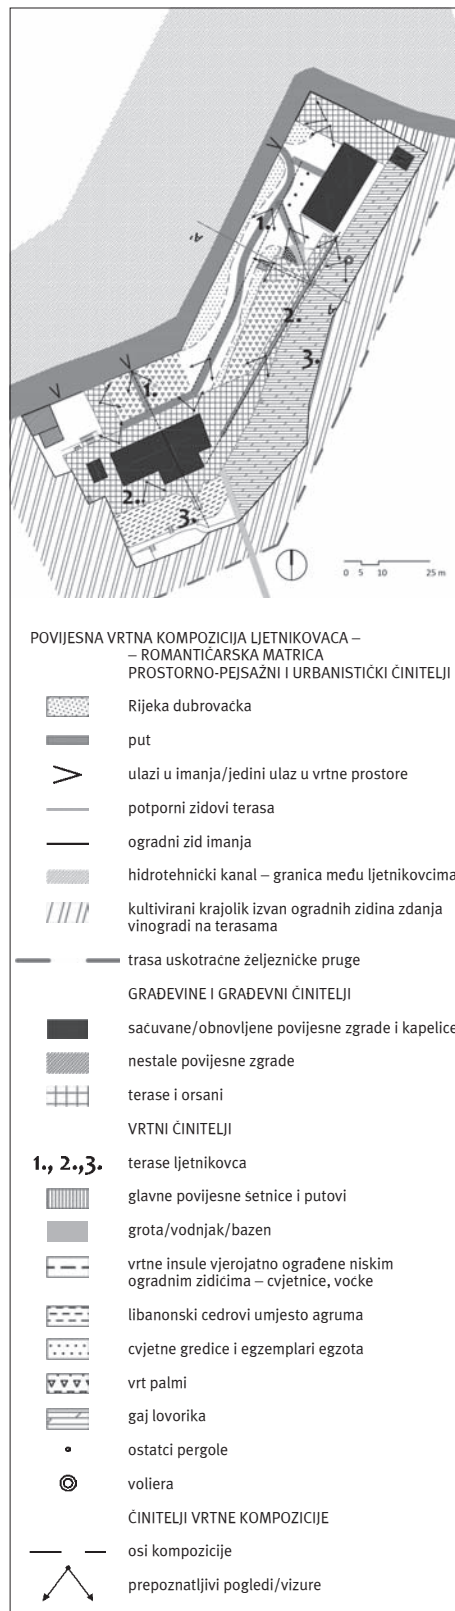 1.
A'
A
2.
3.
1.
2.
3.
0 5 10 25 m
POVIJESNA VRTNA KOMPOZICIJA LJETNIKOVACA –
– ROMANTIČARSKA MATRICA
PROSTORNO-PEJSAŽNI I URBANISTIČKI ČINITELJI
Rijeka dubrovačka
put
ulazi u imanja/jedini ulaz u vrtne prostore
potporni zidovi terasa
ogradni zid imanja
hidrotehnički kanal – granica među ljetnikovcima
kultivirani krajolik izvan ogradnih zidina zdanja
vinogradi na terasama
trasa uskotračne željezničke pruge
GRAĐEVINE I GRAĐEVNI ČINITELJI
sačuvane/obnovljene povijesne zgrade i kapelice
nestale povijesne zgrade
terase i orsani
VRTNI ČINITELJI
1., 2.,3. terase ljetnikovca
glavne povijesne šetnice i putovi
grota/vodnjak/bazen
vrtne insule vjerojatno ograđene niskim
ogradnim zidićima – cvjetnice, voćke
libanonski cedrovi umjesto agruma
cvjetne gredice i egzemplari egzota
vrt palmi
gaj lovorika
ostatci pergole
voliera
ČINITELJI VRTNE KOMPOZICIJE
osi kompozicije
prepoznatljivi pogledi/vizure